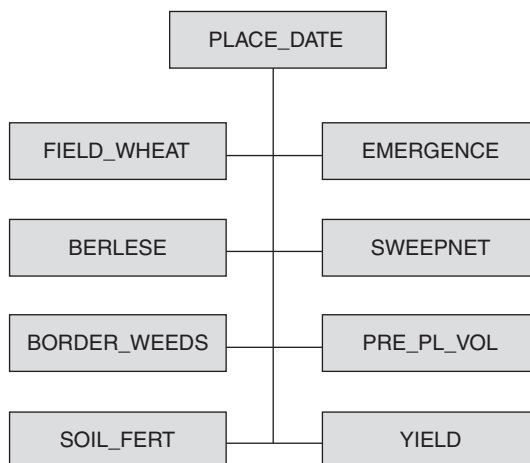 PLACE_DATE
FIELD_WHEAT
EMERGENCE
BERLESE
SWEEPNET
BORDER_WEEDS
PRE_PL_VOL
SOIL_FERT
YIELD